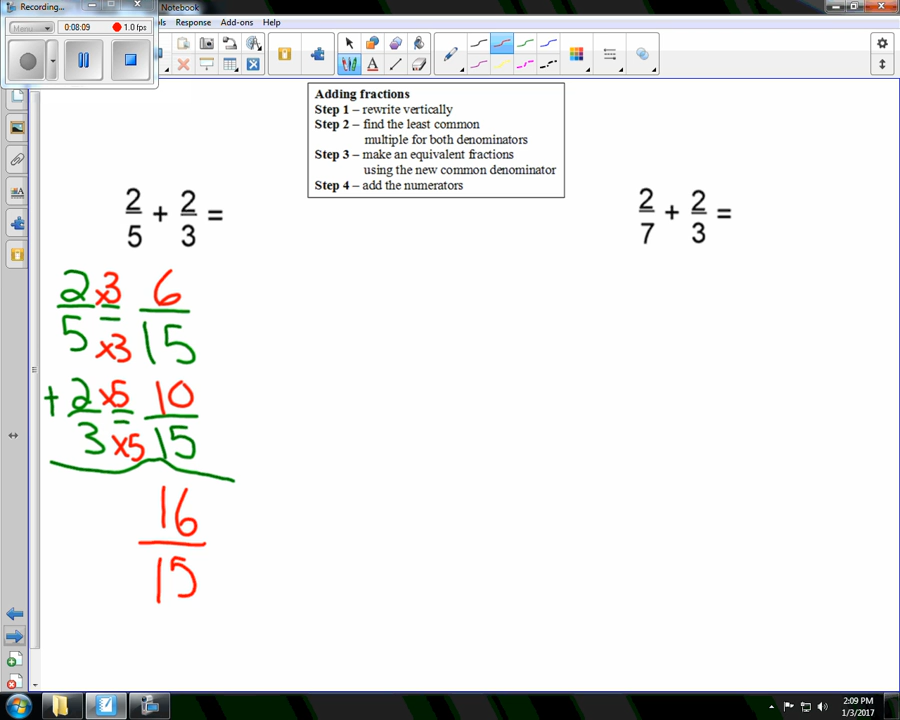 Recording...
Notebook
Menu
0:08:09
1.0 fps
ols Response Add-ons Help
Adding fractions
Step 1 – rewrite vertically
Step 2 – find the least common
multiple for both denominators
Step 3 – make an equivalent fractions
using the new common denominator
Step 4 – add the numerators
2/5 + 2/3 =
2/7 + 2/3 =
2 x3 6
5 x3 15
+ 2 x5 10
3 x5 15
16
15
2:09 PM
1/3/2017